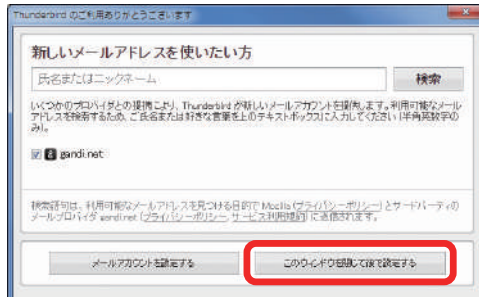 Thunderbird のご利用ありがとうございます
新しいメールアドレスを使いたい方
氏名またはニックネーム
検索
いくつかのプロバイダとの提携により、Thunderbird が新しいメールアカウントを提供します。利用可能なメール
アドレスを検索するため、ご氏名または好きな言葉を上のテキストボックスに入力してください (半角英数字の
み)。
gandi.net
検索語句は、利用可能なメールアドレスを見つける目的で Mozilla (プライバシーポリシー) とサードパーティの
メールプロバイダ gandi.net (プライバシーポリシー, サービス利用規約) に送信されます。
メールアカウントを設定する
このウィンドウを閉じて後で設定する